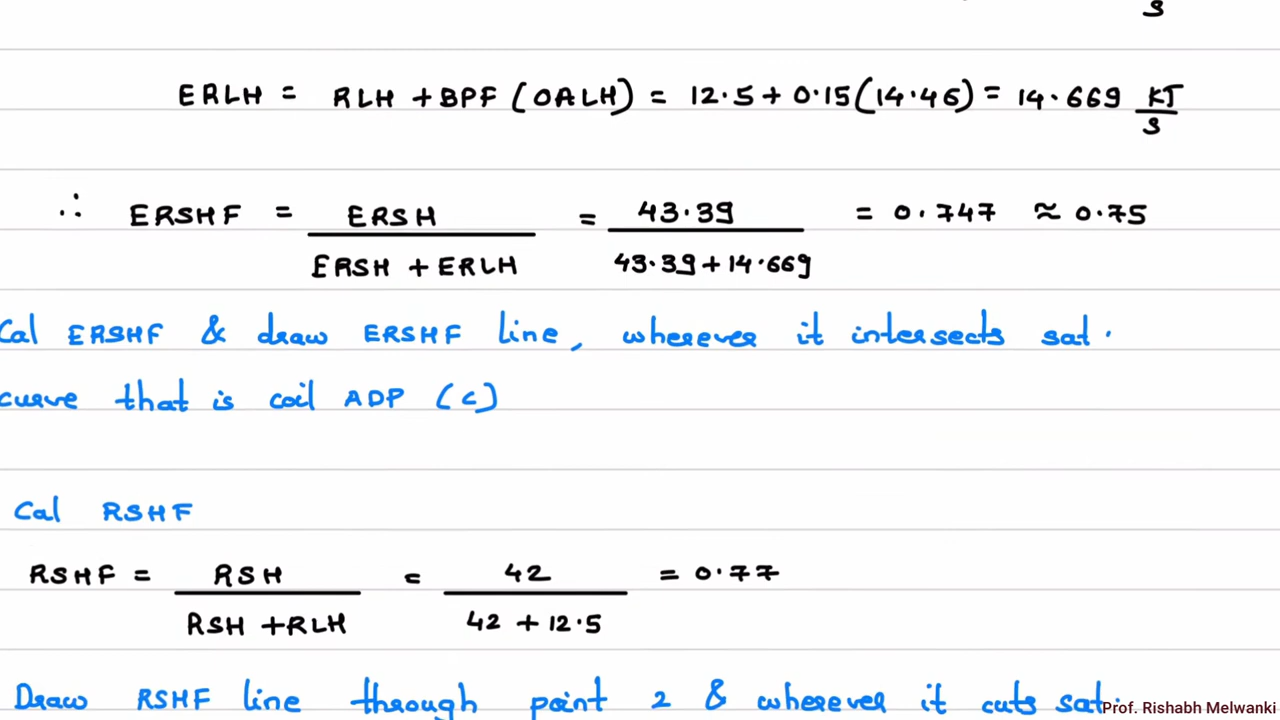 s
ERLH = RLH + BPF (OALH) = 12.5 + 0.15 (14.46) = 14.669 KJ/s
∴ ERSHF = ERSH / (ERSH + ERLH) = 43.39 / (43.39 + 14.669) = 0.747 ≈ 0.75
Cal ERSHF & draw ERSHF line, wherever it intersects sat.
curve that is coil ADP (c)
Cal RSHF
RSHF = RSH / (RSH + RLH) = 42 / (42 + 12.5) = 0.77
Draw RSHF line through point 2 & wherever it cuts sat.
Prof. Rishabh Melwanki